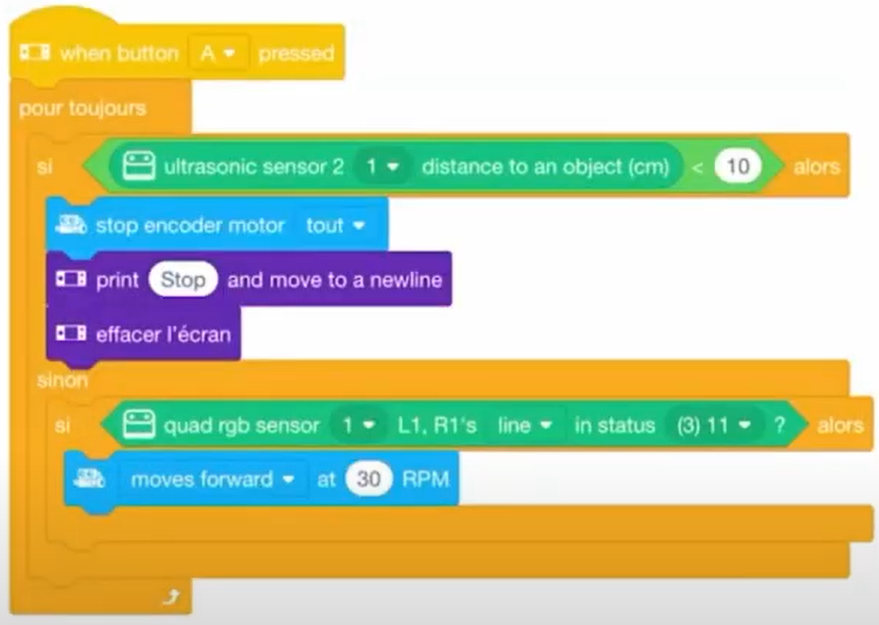 when button A pressed
pour toujours
si ultrasonic sensor 2 1 distance to an object (cm) < 10 alors
stop encoder motor tout
print Stop and move to a newline
effacer l'écran
sinon
si quad rgb sensor 1 L1, R1's line in status (3) 11 ? alors
moves forward at 30 RPM